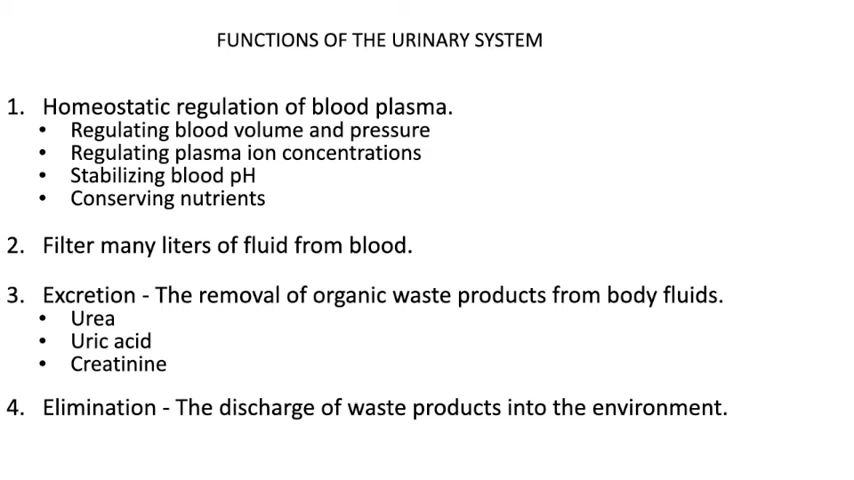 FUNCTIONS OF THE URINARY SYSTEM
1. Homeostatic regulation of blood plasma.
• Regulating blood volume and pressure
• Regulating plasma ion concentrations
• Stabilizing blood pH
• Conserving nutrients
2. Filter many liters of fluid from blood.
3. Excretion - The removal of organic waste products from body fluids.
• Urea
• Uric acid
• Creatinine
4. Elimination - The discharge of waste products into the environment.